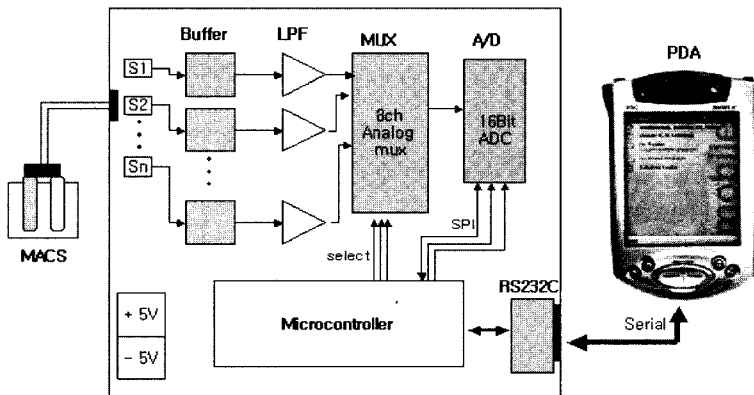 Buffer
LPF
MUX
A/D
PDA
S1
S2
Sn
8ch
Analog
mux
16Bit
ADC
mobile
MACS
select
SPI
RS232C
+ 5V
- 5V
Microcontroller
Serial